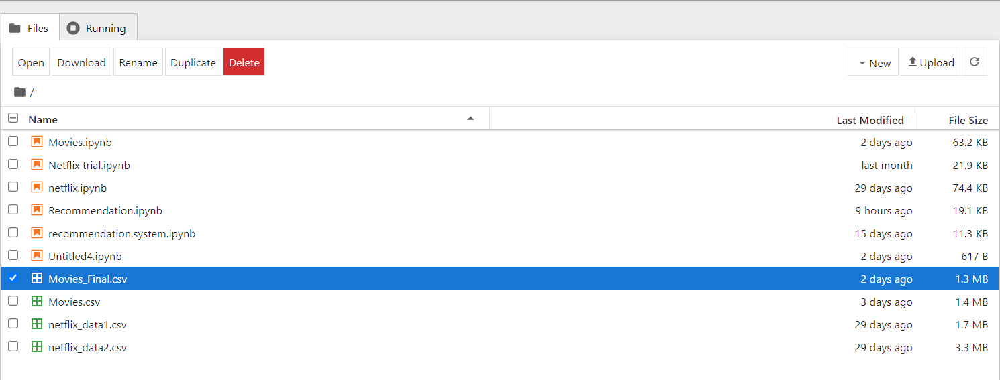 Files Running
Open Download Rename Duplicate Delete New Upload
/
Name Last Modified File Size
Movies.ipynb 2 days ago 63.2 KB
Netflix trial.ipynb last month 21.9 KB
netflix.ipynb 29 days ago 74.4 KB
Recommendation.ipynb 9 hours ago 19.1 KB
recommendation.system.ipynb 15 days ago 11.3 KB
Untitled4.ipynb 2 days ago 617 B
Movies_Final.csv 2 days ago 1.3 MB
Movies.csv 3 days ago 1.4 MB
netflix_data1.csv 29 days ago 1.7 MB
netflix_data2.csv 29 days ago 3.3 MB